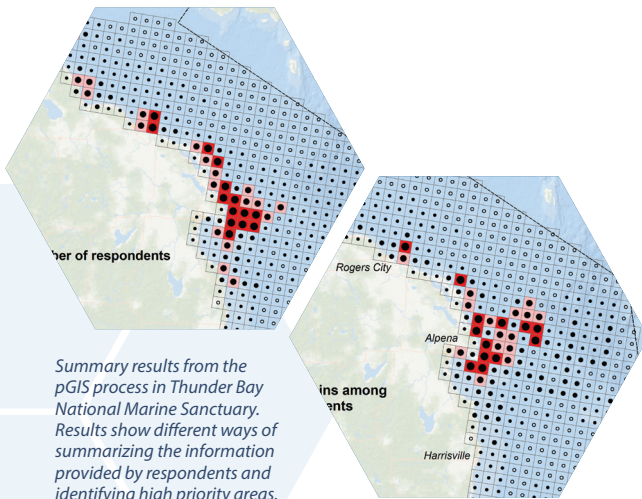 ber of respondents
Rogers City
Alpena
ins among
ents
Harrisville
Summary results from the
pGIS process in Thunder Bay
National Marine Sanctuary.
Results show different ways of
summarizing the information
provided by respondents and
identifying high priority areas.